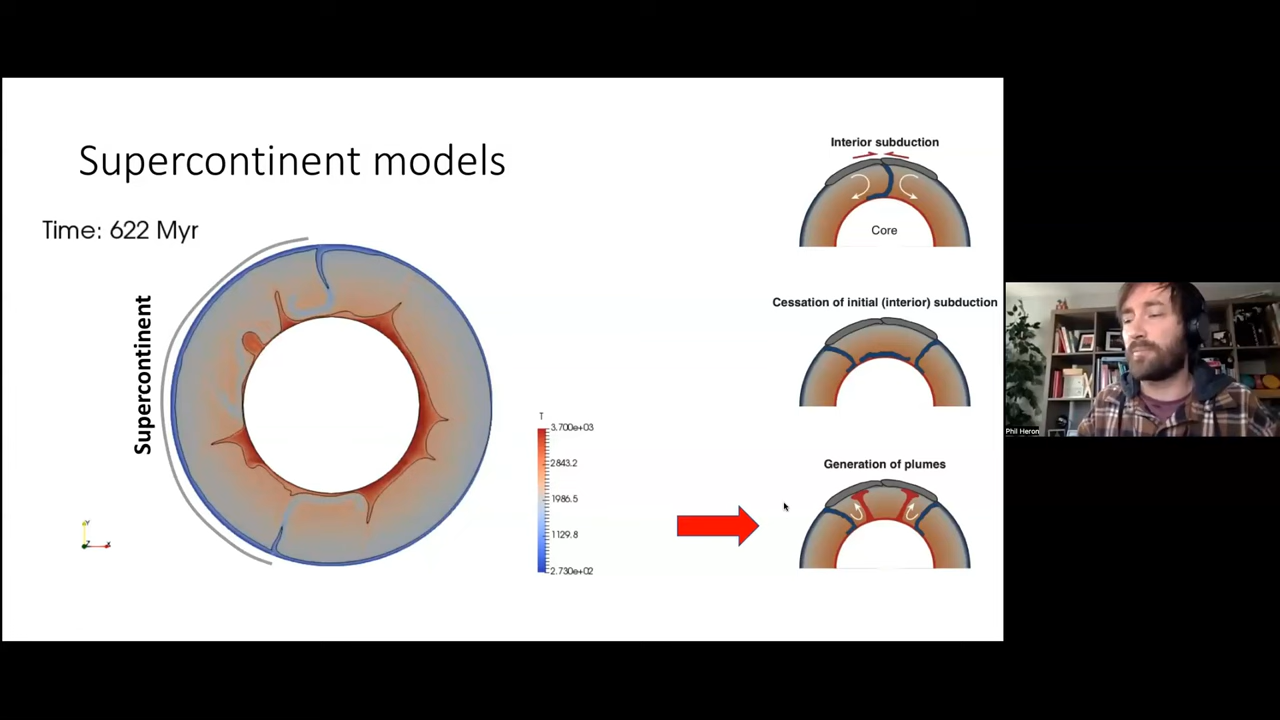 Supercontinent models
Time: 622 Myr
Supercontinent
T
3.700e+03
2843.2
1986.5
1129.8
2.730e+02
Y
Z
X
Interior subduction
Core
Cessation of initial (interior) subduction
Generation of plumes
Phil Heron